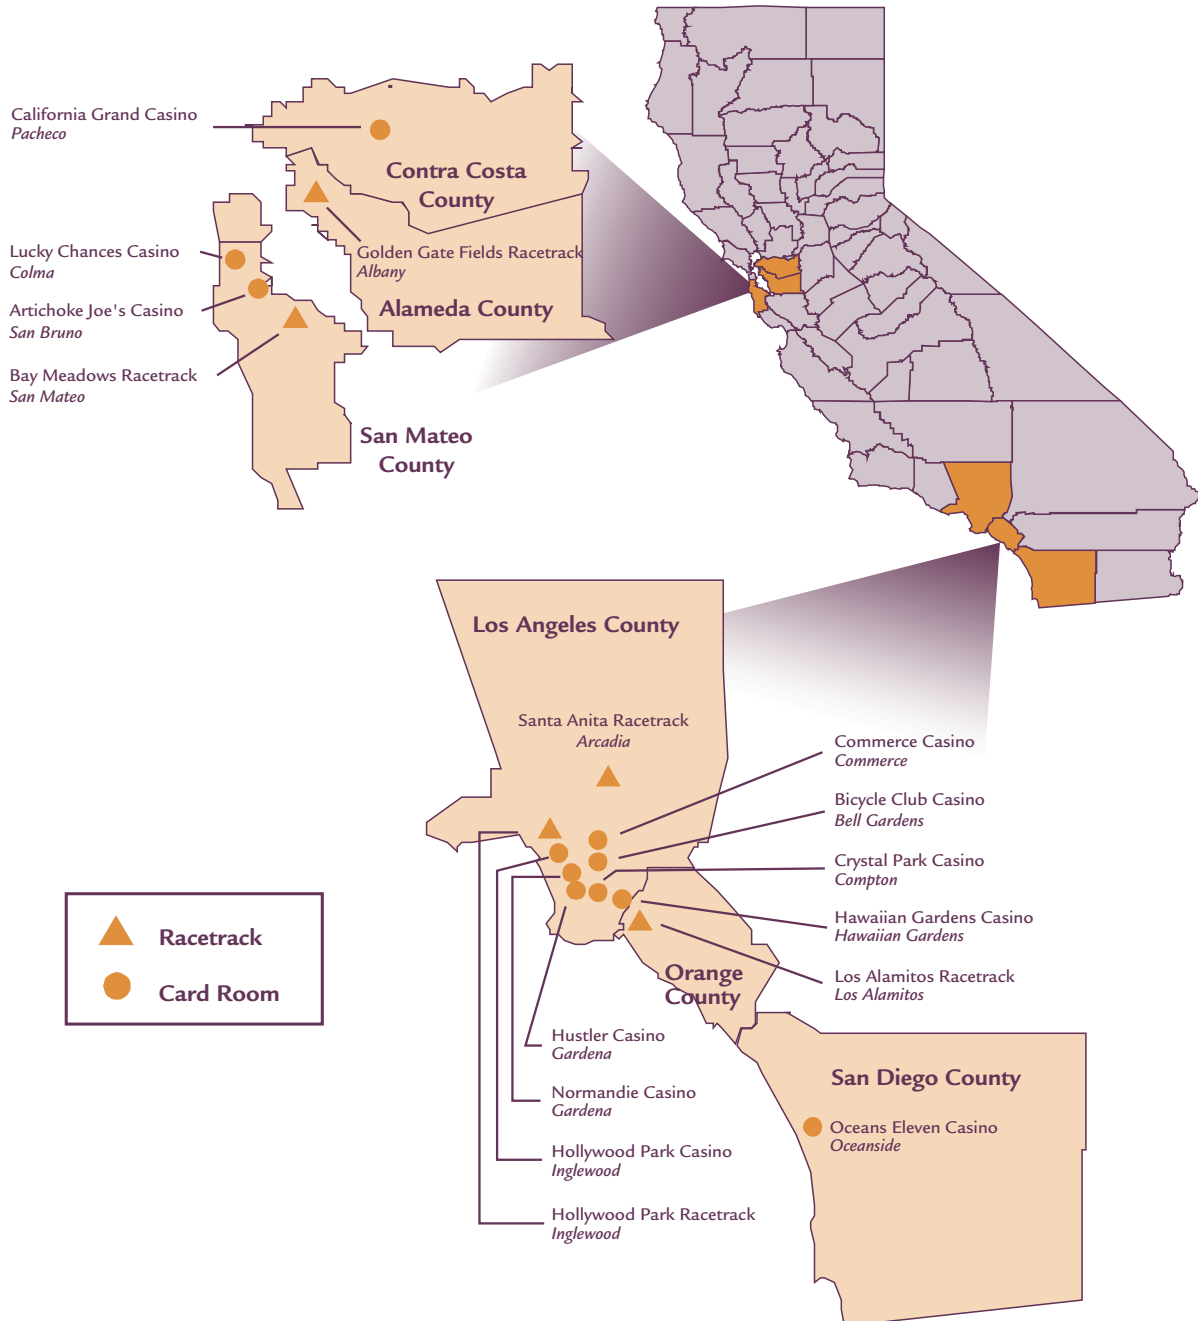 California Grand Casino
Pacheco
Contra Costa
County
Lucky Chances Casino
Colma
Golden Gate Fields Racetrack
Albany
Artichoke Joe's Casino
San Bruno
Alameda County
Bay Meadows Racetrack
San Mateo
San Mateo
County
Los Angeles County
Santa Anita Racetrack
Arcadia
Commerce Casino
Commerce
Bicycle Club Casino
Bell Gardens
Crystal Park Casino
Compton
Hawaiian Gardens Casino
Hawaiian Gardens
Los Alamitos Racetrack
Los Alamitos
Orange
County
Racetrack
Card Room
Hustler Casino
Gardena
Normandie Casino
Gardena
Hollywood Park Casino
Inglewood
Hollywood Park Racetrack
Inglewood
San Diego County
Oceans Eleven Casino
Oceanside